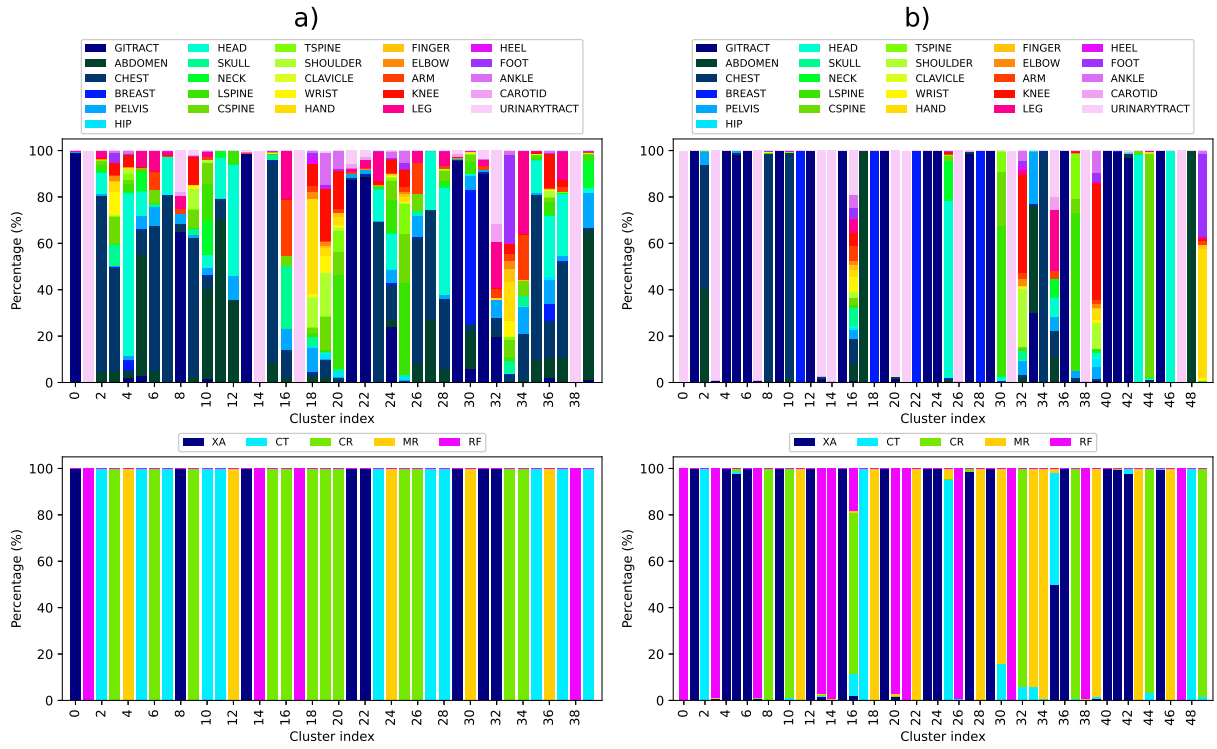 a)
GITRACT HEAD TSPINE FINGER HEEL
ABDOMEN SKULL SHOULDER ELBOW FOOT
CHEST NECK CLAVICLE ARM ANKLE
BREAST LSPINE WRIST KNEE CAROTID
PELVIS CSPINE HAND LEG URINARYTRACT
HIP
100
80
60
40
20
0
Percentage (%)
0 2 4 6 8 10 12 14 16 18 20 22 24 26 28 30 32 34 36 38
Cluster index
XA CT CR MR RF
100
80
60
40
20
0
Percentage (%)
0 2 4 6 8 10 12 14 16 18 20 22 24 26 28 30 32 34 36 38
Cluster index
b)
GITRACT HEAD TSPINE FINGER HEEL
ABDOMEN SKULL SHOULDER ELBOW FOOT
CHEST NECK CLAVICLE ARM ANKLE
BREAST LSPINE WRIST KNEE CAROTID
PELVIS CSPINE HAND LEG URINARYTRACT
HIP
100
80
60
40
20
0
Percentage (%)
0 2 4 6 8 10 12 14 16 18 20 22 24 26 28 30 32 34 36 38 40 42 44 46 48
Cluster index
XA CT CR MR RF
100
80
60
40
20
0
Percentage (%)
0 2 4 6 8 10 12 14 16 18 20 22 24 26 28 30 32 34 36 38 40 42 44 46 48
Cluster index